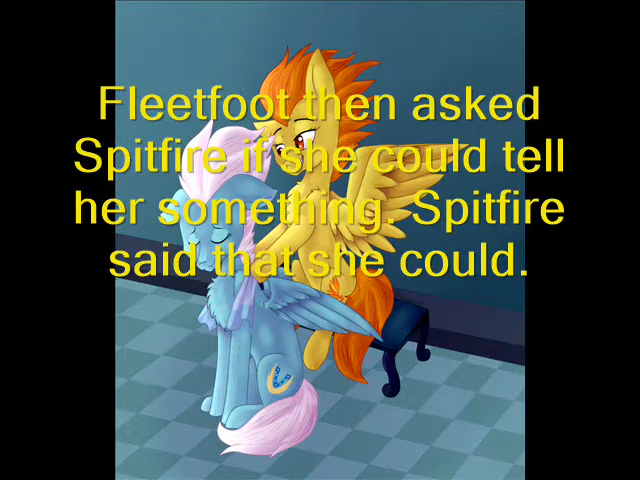 Fleetfoot then asked
Spitfire if she could tell
her something. Spitfire
said that she could.